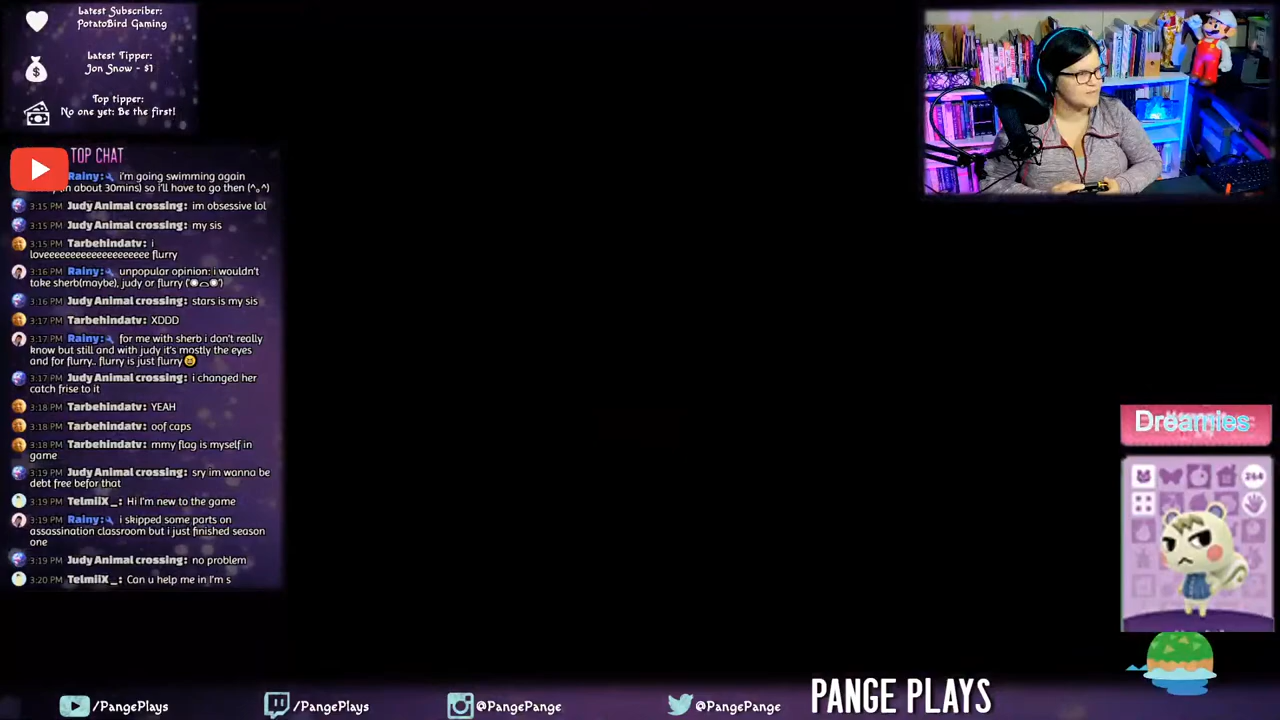 Latest Subscriber:
PotatoBird Gaming
Latest Tipper:
Jon Snow - $1
Top tipper:
No one yet: Be the first!
TOP CHAT
Rainy: i'm going swimming again
in about 30mins) so i'll have to go then (^｡^)
3:15 PM Judy Animal crossing: im obsessive lol
3:15 PM Judy Animal crossing: my sis
3:15 PM Tarbehindatv: i
loveeeeeeeeeeeeeeeeeee flurry
3:16 PM Rainy: unpopular opinion: i wouldn't
take sherb(maybe), judy or flurry
3:16 PM Judy Animal crossing: stars is my sis
3:17 PM Tarbehindatv: XDDD
3:17 PM Rainy: for me with sherb i don't really
know but still and with judy it's mostly the eyes
and for flurry.. flurry is just flurry
3:17 PM Judy Animal crossing: i changed her
catch frise to it
3:18 PM Tarbehindatv: YEAH
3:18 PM Tarbehindatv: oof caps
3:18 PM Tarbehindatv: mmy flag is myself in
game
3:19 PM Judy Animal crossing: sry im wanna be
debt free befor that
3:19 PM TelmiiX_: Hi I'm new to the game
3:19 PM Rainy: i skipped some parts on
assassination classroom but i just finished season
one
3:19 PM Judy Animal crossing: no problem
3:20 PM TelmiiX_: Can u help me in I'm s
Dreamies
264
/PangePlays
/PangePlays
@PangePange
@PangePange
PANGE PLAYS